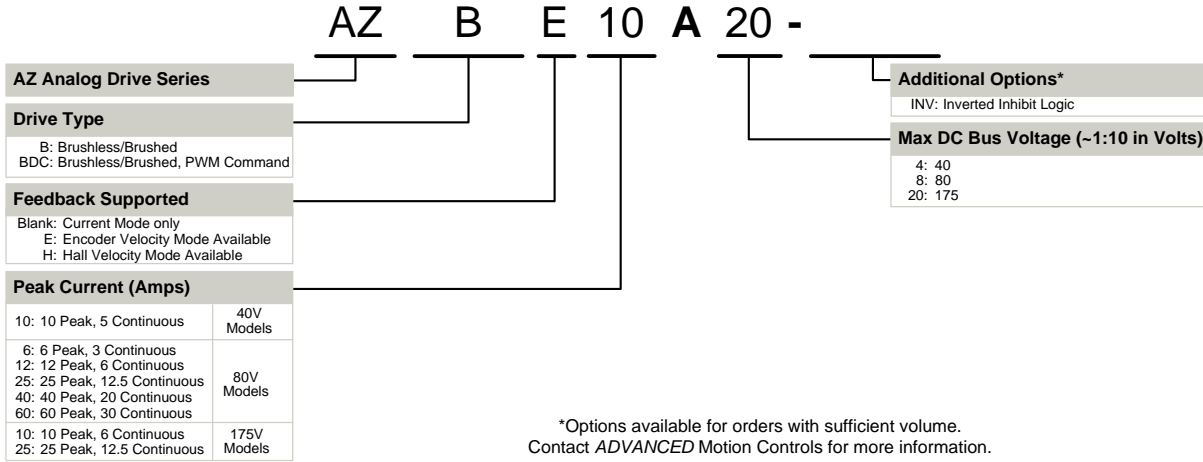 AZ B E 10 A 20 -
AZ Analog Drive Series
Drive Type
B: Brushless/Brushed
BDC: Brushless/Brushed, PWM Command
Feedback Supported
Blank: Current Mode only
E: Encoder Velocity Mode Available
H: Hall Velocity Mode Available
Peak Current (Amps)
10: 10 Peak, 5 Continuous
40V
Models
6: 6 Peak, 3 Continuous
12: 12 Peak, 6 Continuous
25: 25 Peak, 12.5 Continuous
40: 40 Peak, 20 Continuous
60: 60 Peak, 30 Continuous
80V
Models
10: 10 Peak, 6 Continuous
25: 25 Peak, 12.5 Continuous
175V
Models
Additional Options*
INV: Inverted Inhibit Logic
Max DC Bus Voltage (~1:10 in Volts)
4: 40
8: 80
20: 175
*Options available for orders with sufficient volume.
Contact ADVANCED Motion Controls for more information.